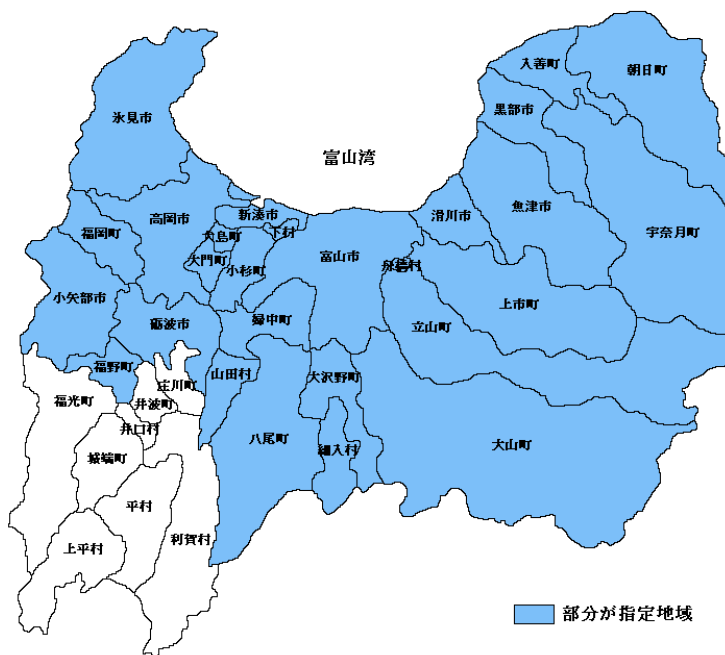 入善町
朝日町
黒部市
氷見市
富山湾
新湊市
滑川市
魚津市
高岡市
下村
福岡町
大島町
宇奈月町
大門町
小杉町
富山市
舟橋村
小矢部市
上市町
砺波市
婦中町
立山町
福野町
山田村
大沢野町
庄川町
福光町
井波町
井口村
八尾町
細入村
大山町
城端町
平村
利賀村
上平村
部分が指定地域